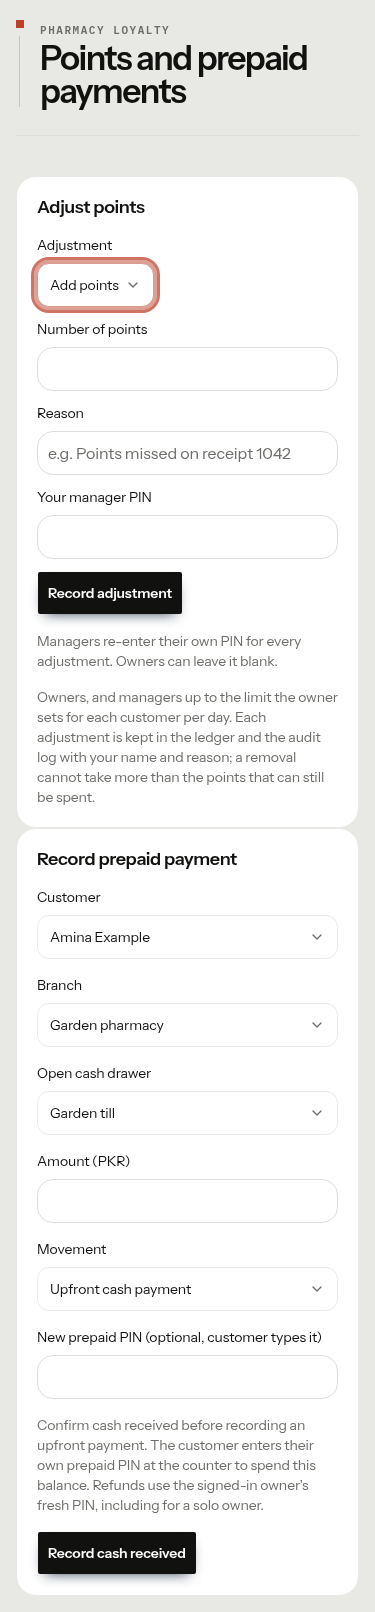 PHARMACY LOYALTY
Points and prepaid
payments
Adjust points
Adjustment
Add points
Number of points
Reason
e.g. Points missed on receipt 1042
Your manager PIN
Record adjustment
Managers re-enter their own PIN for every
adjustment. Owners can leave it blank.
Owners, and managers up to the limit the owner
sets for each customer per day. Each
adjustment is kept in the ledger and the audit
log with your name and reason; a removal
cannot take more than the points that can still
be spent.
Record prepaid payment
Customer
Amina Example
Branch
Garden pharmacy
Open cash drawer
Garden till
Amount (PKR)
Movement
Upfront cash payment
New prepaid PIN (optional, customer types it)
Confirm cash received before recording an
upfront payment. The customer enters their
own prepaid PIN at the counter to spend this
balance. Refunds use the signed-in owner's
fresh PIN, including for a solo owner.
Record cash received